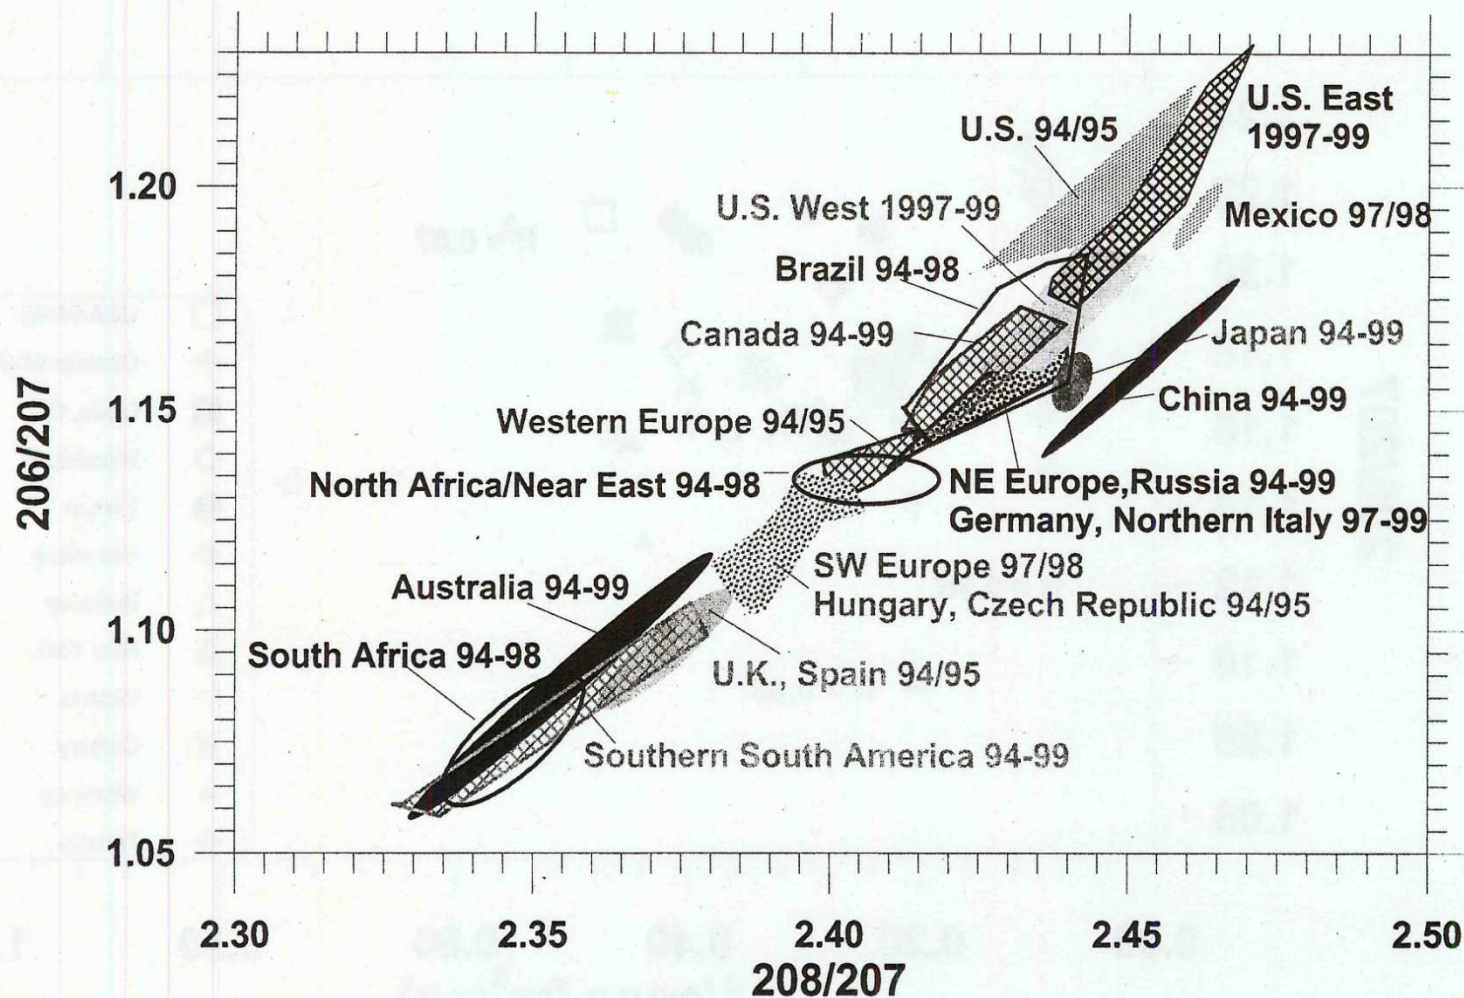 U.S. East
1997-99
U.S. 94/95
1.20
U.S. West 1997-99
Mexico 97/98
Brazil 94-98
Canada 94-99
Japan 94-99
China 94-99
1.15
Western Europe 94/95
North Africa/Near East 94-98
NE Europe,Russia 94-99
Germany, Northern Italy 97-99
206/207
SW Europe 97/98
Hungary, Czech Republic 94/95
Australia 94-99
1.10
South Africa 94-98
U.K., Spain 94/95
Southern South America 94-99
1.05
2.30
2.35
2.40
2.45
2.50
208/207